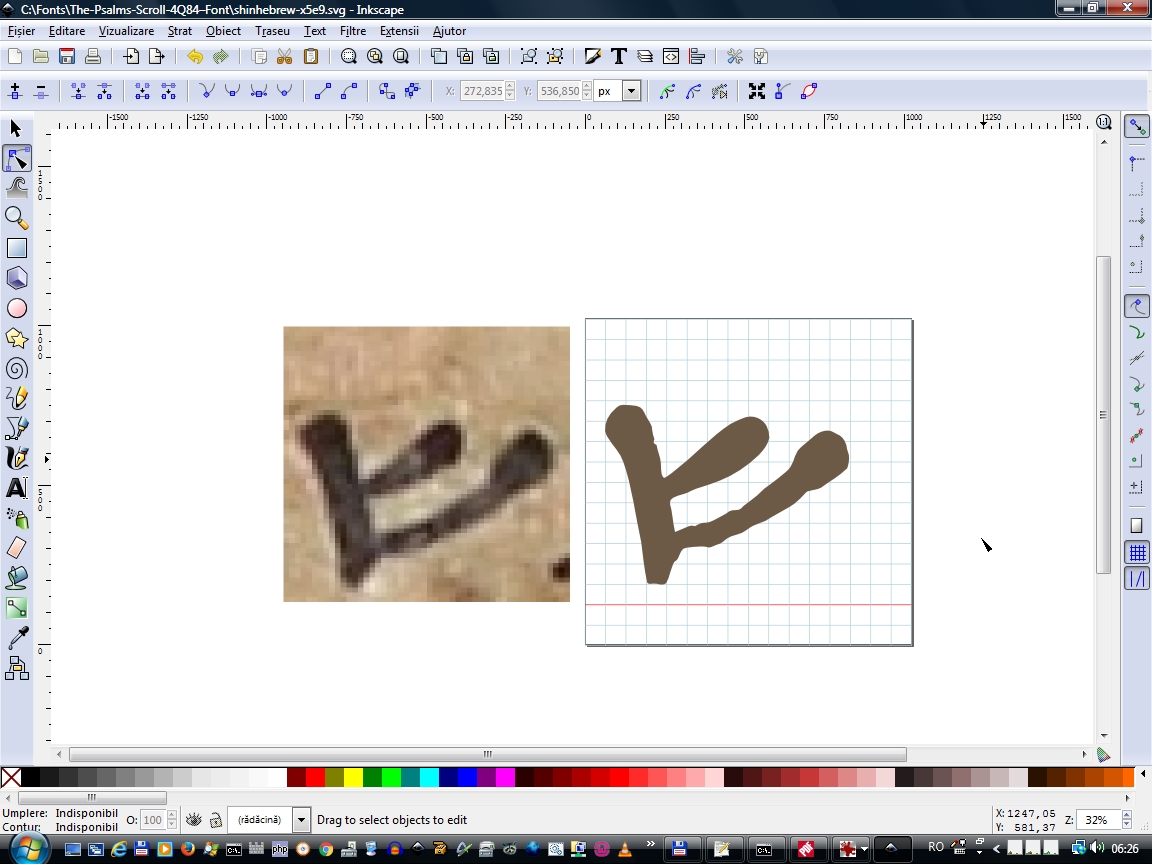 C:\Fonts\The-Psalms-Scroll-4Q84-Font\shinhebrew-x5e9.svg - Inkscape
Fișier Editare Vizualizare Strat Obiect Traseu Text Filtre Extensii Ajutor
X: 272,835 Y: 536,850 px
-1500 -1250 -1000 -750 -500 -250 0 250 500 750 1000 1250 1500
1500
1000
500
0
ש
Umplere: Indisponibil O: 100 (rădăcină) Drag to select objects to edit X: 1247,05 Z: 32%
Contur: Indisponibil Y: 581,37
RO 06:26